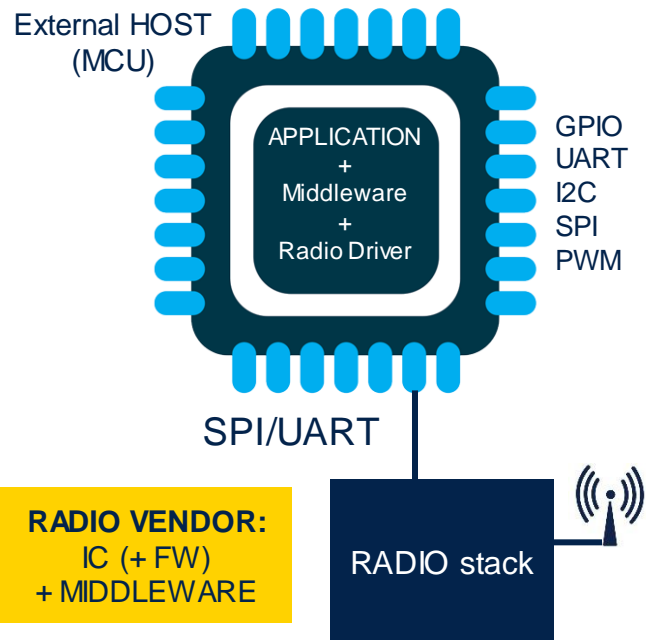 External HOST
(MCU)
APPLICATION
+
Middleware
+
Radio Driver
GPIO
UART
I2C
SPI
PWM
SPI/UART
RADIO VENDOR:
IC (+ FW)
+ MIDDLEWARE
RADIO stack